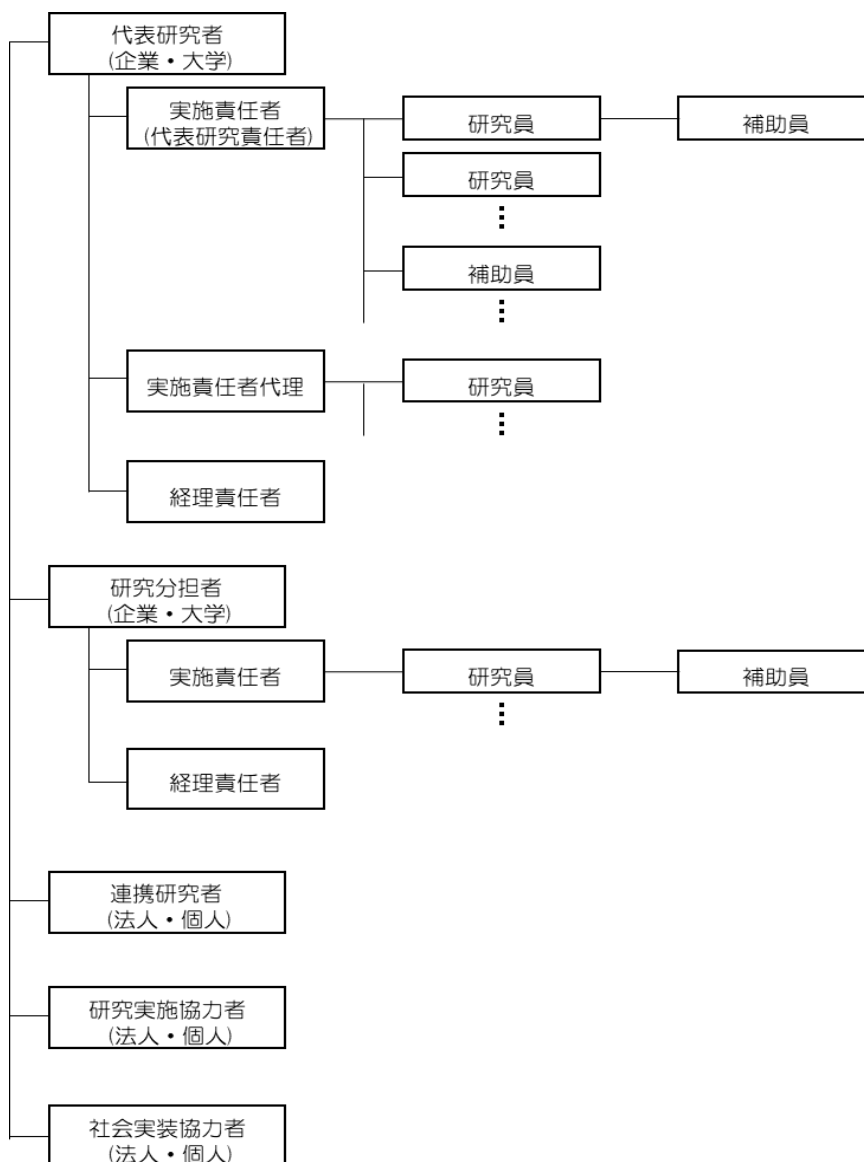 代表研究者
(企業・大学)
実施責任者
(代表研究責任者)
研究員
補助員
研究員
補助員
実施責任者代理
研究員
経理責任者
研究分担者
(企業・大学)
実施責任者
研究員
補助員
経理責任者
連携研究者
(法人・個人)
研究実施協力者
(法人・個人)
社会実装協力者
(法人・個人)